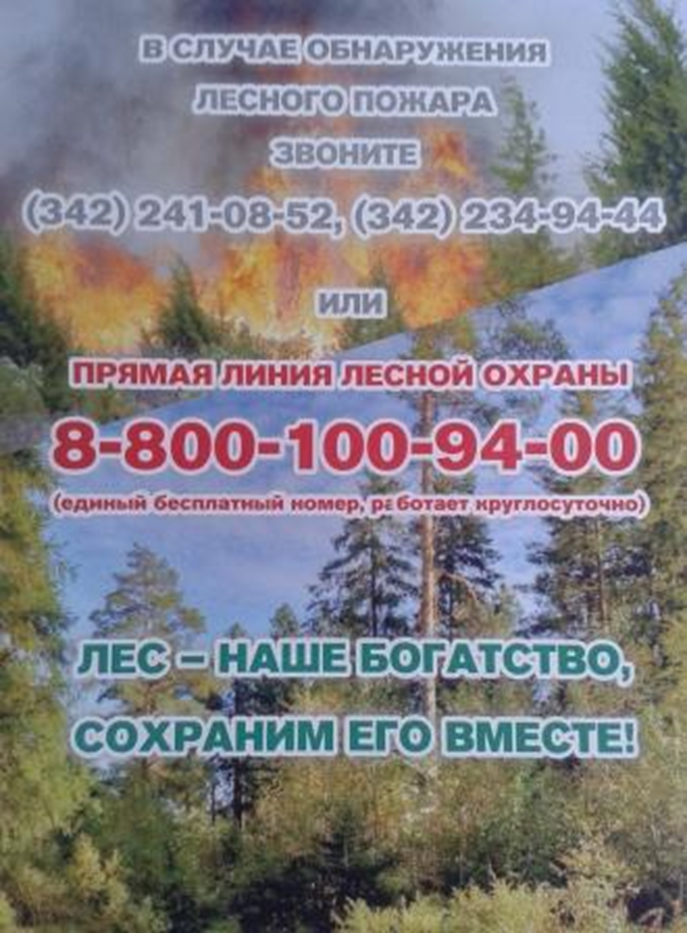 В СЛУЧАЕ ОБНАРУЖЕНИЯ
ЛЕСНОГО ПОЖАРА
ЗВОНИТЕ
(342) 241-08-52, (342) 234-94-44
ИЛИ
ПРЯМАЯ ЛИНИЯ ЛЕСНОЙ ОХРАНЫ
8-800-100-94-00
(единый бесплатный номер, работает круглосуточно)
ЛЕС – НАШЕ БОГАТСТВО,
СОХРАНИМ ЕГО ВМЕСТЕ!